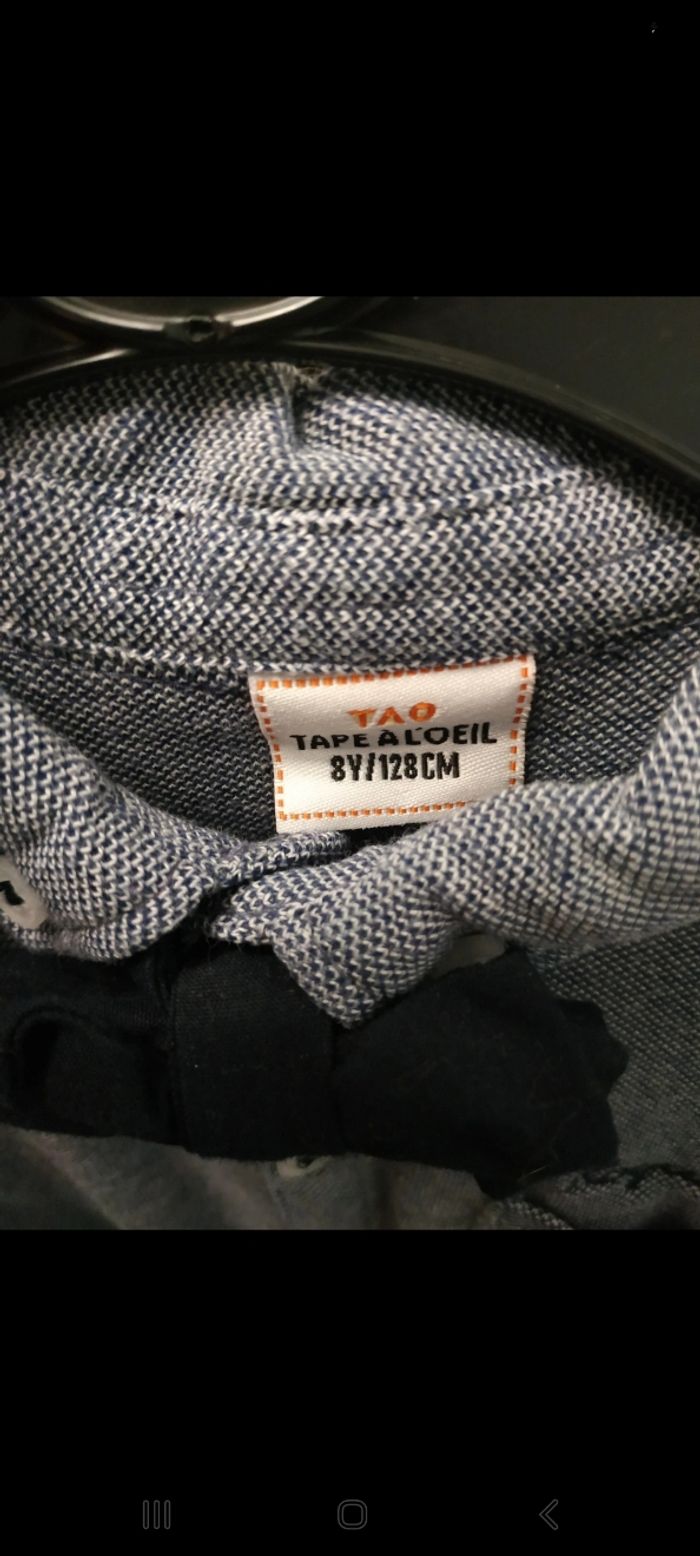 TAO
TAPE À L'OEIL
8Y/128CM